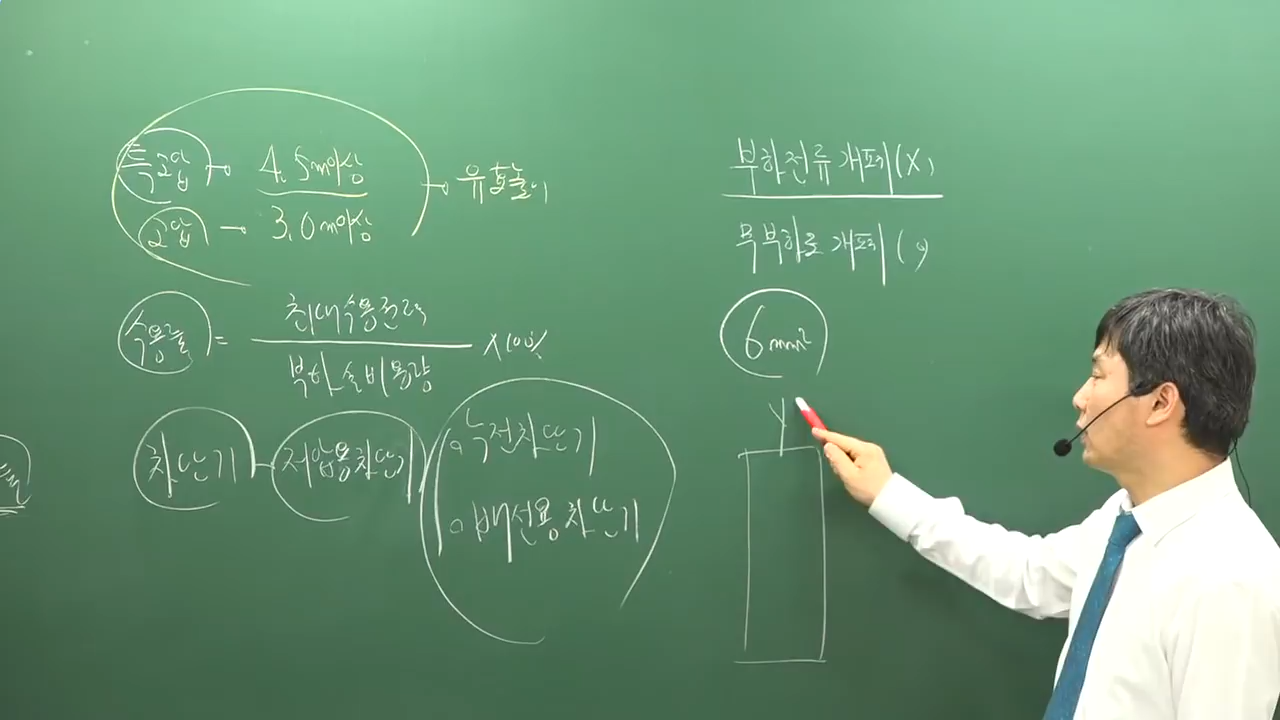 특고압 → 4.5m이상
고압 → 3.0m이상
유효높이
수용률 = 최대수용전력 / 부하설비용량 ×100%
차단기 - 저압용차단기
○ 누전차단기
○ 배선용차단기
부하전류개폐(X)
무부하로개폐(o)
6mm²